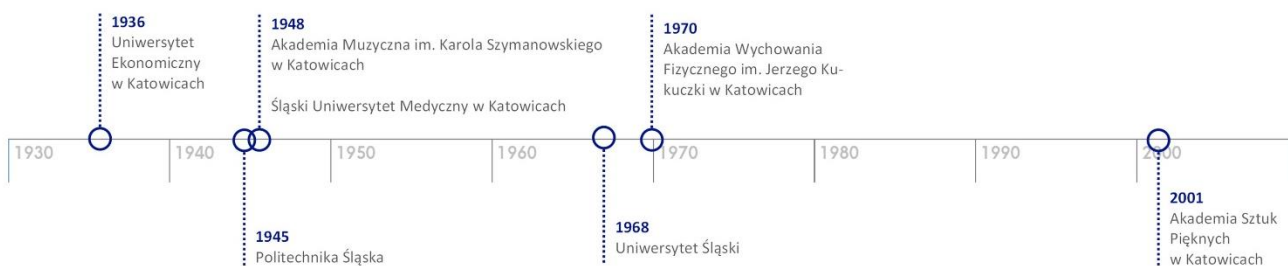 1936
Uniwersytet
Ekonomiczny
w Katowicach
1948
Akademia Muzyczna im. Karola Szymanowskiego
w Katowicach
Śląski Uniwersytet Medyczny w Katowicach
1970
Akademia Wychowania
Fizycznego im. Jerzego Ku-
kuczki w Katowicach
1930
1940
1950
1960
1970
1980
1990
2000
1945
Politechnika Śląska
1968
Uniwersytet Śląski
2001
Akademia Sztuk
Pięknych
w Katowicach